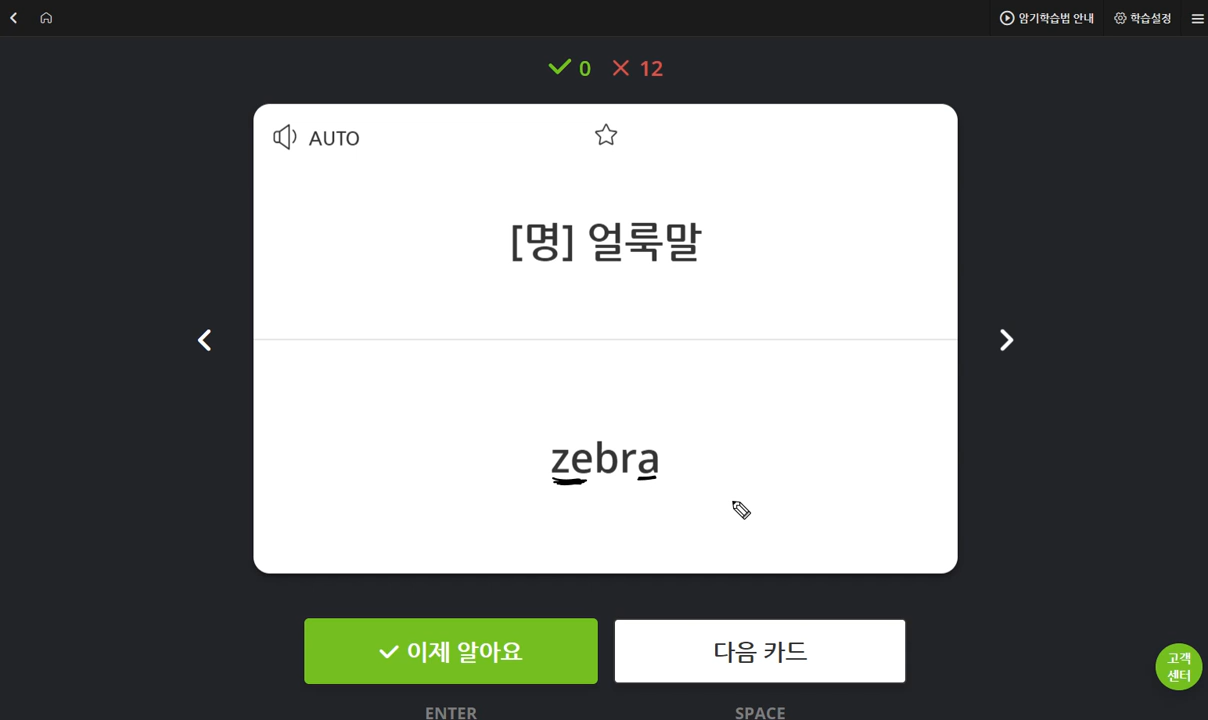 암기학습법 안내 학습설정
0 12
AUTO
[명] 얼룩말
zebra
이제 알아요 다음 카드
ENTER SPACE
고객
센터